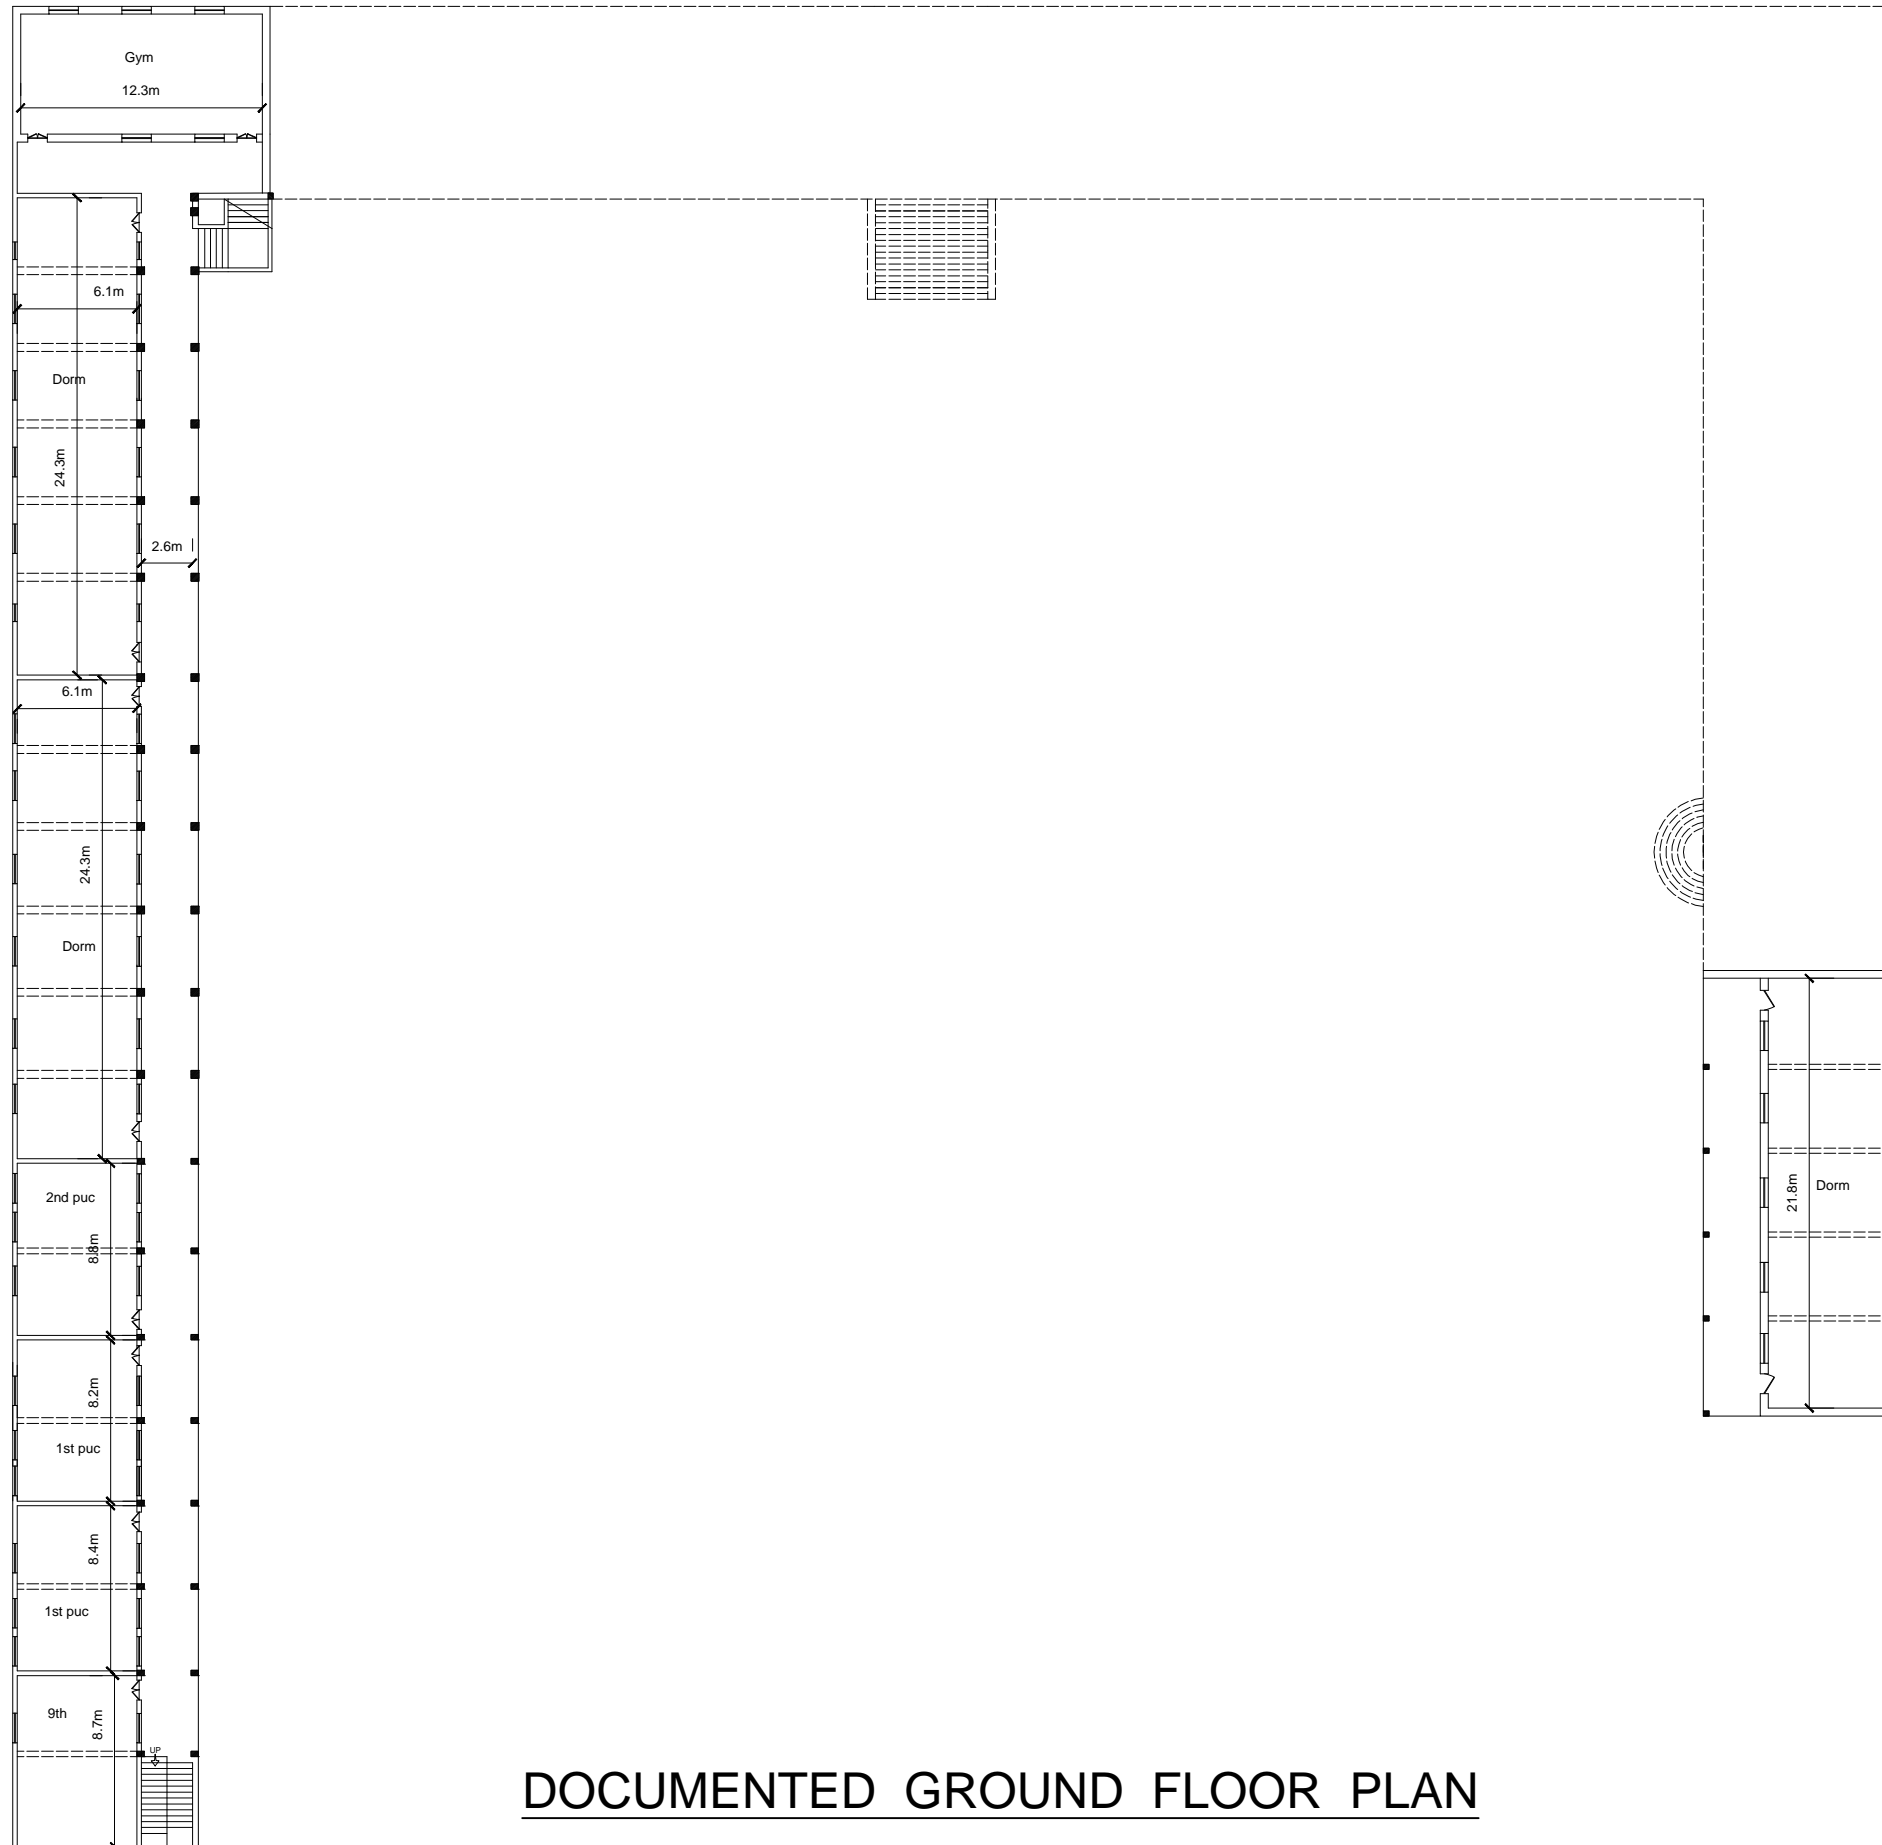 Gym
12.3m
6.1m
Dorm
24.3m
2.6m
6.1m
24.3m
Dorm
2nd puc
8.8m
8.2m
1st puc
8.4m
1st puc
9th
8.7m
UP
21.8m
Dorm
DOCUMENTED GROUND FLOOR PLAN